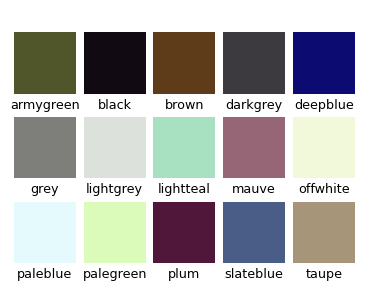 armygreen black brown darkgrey deepblue
grey lightgrey lightteal mauve offwhite
paleblue palegreen plum slateblue taupe